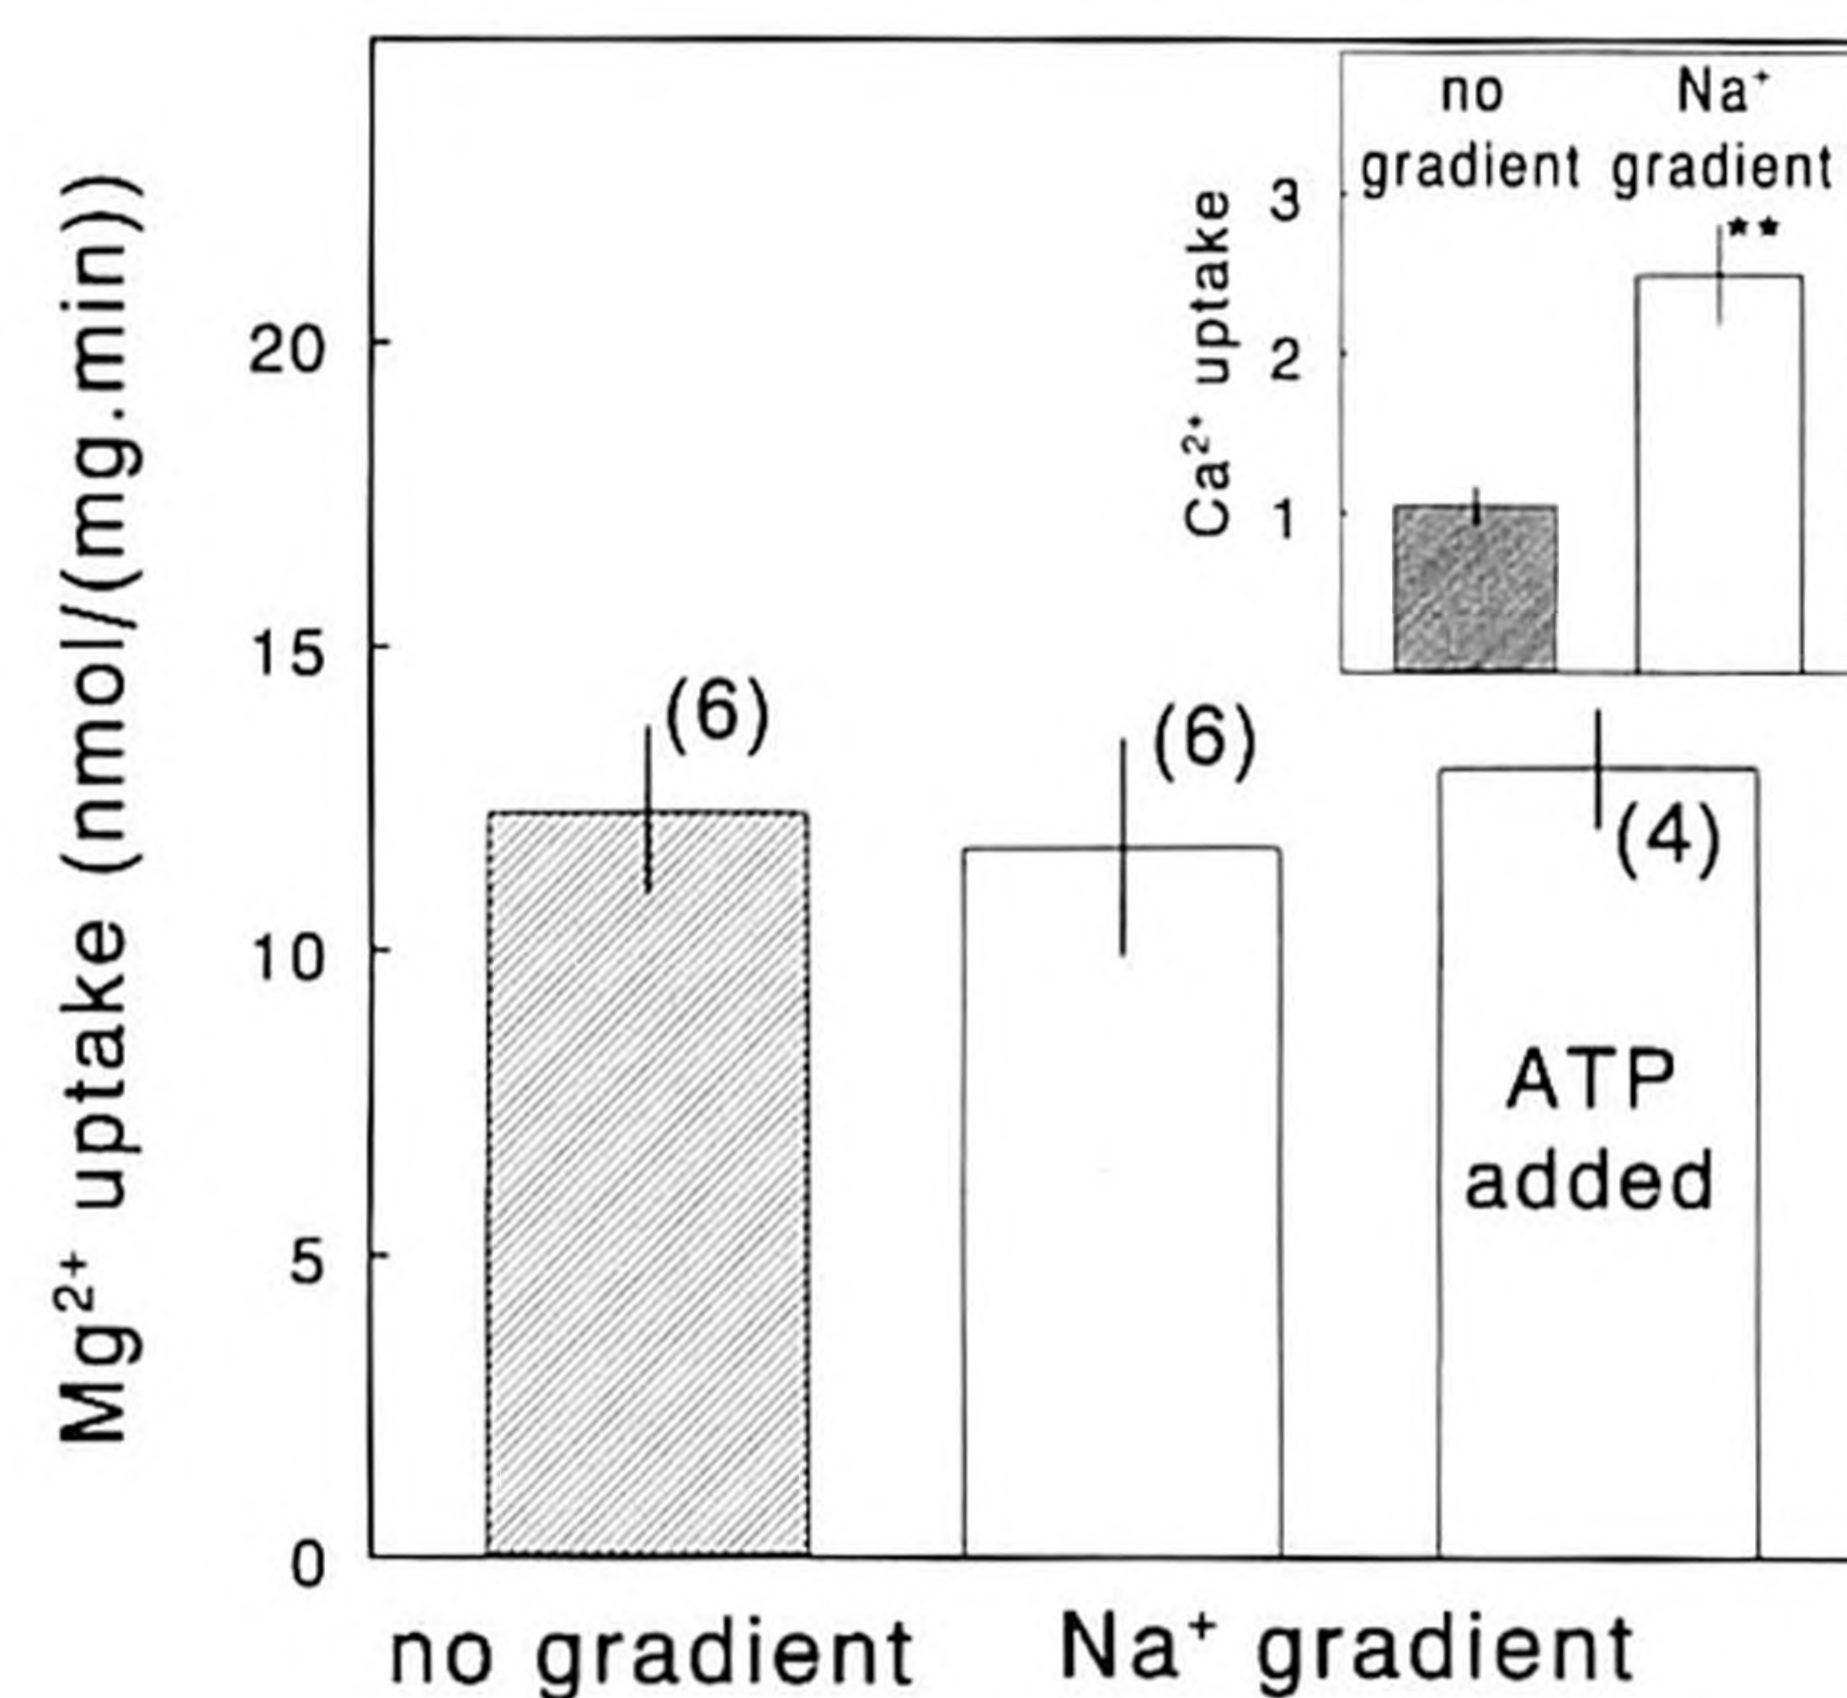 Mg²⁺ uptake (nmol/(mg.min))
20
15
10
5
0
(6)
(6)
(4)
ATP
added
no gradient
Na⁺ gradient
Ca²⁺ uptake
3
2
1
no
gradient
Na⁺
gradient
**